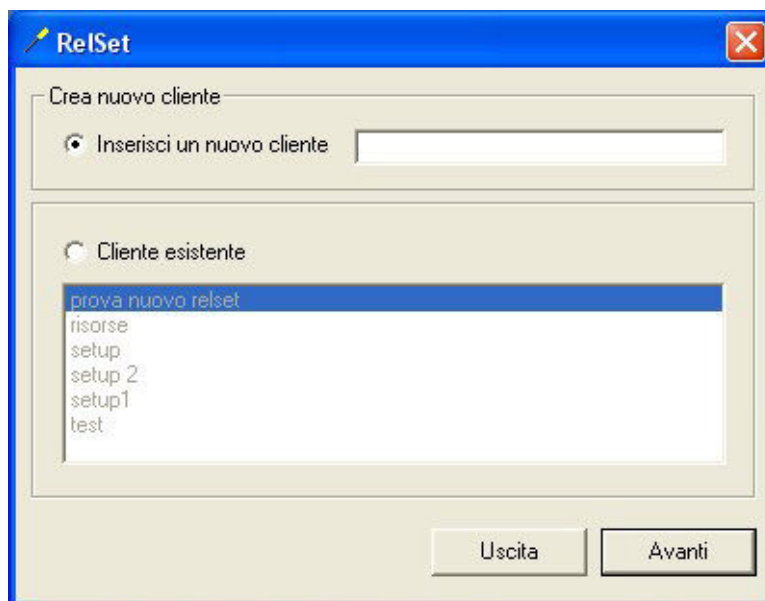 RelSet
Crea nuovo cliente
Inserisci un nuovo cliente
Cliente esistente
prova nuovo relset
risorse
setup
setup 2
setup1
test
Uscita
Avanti